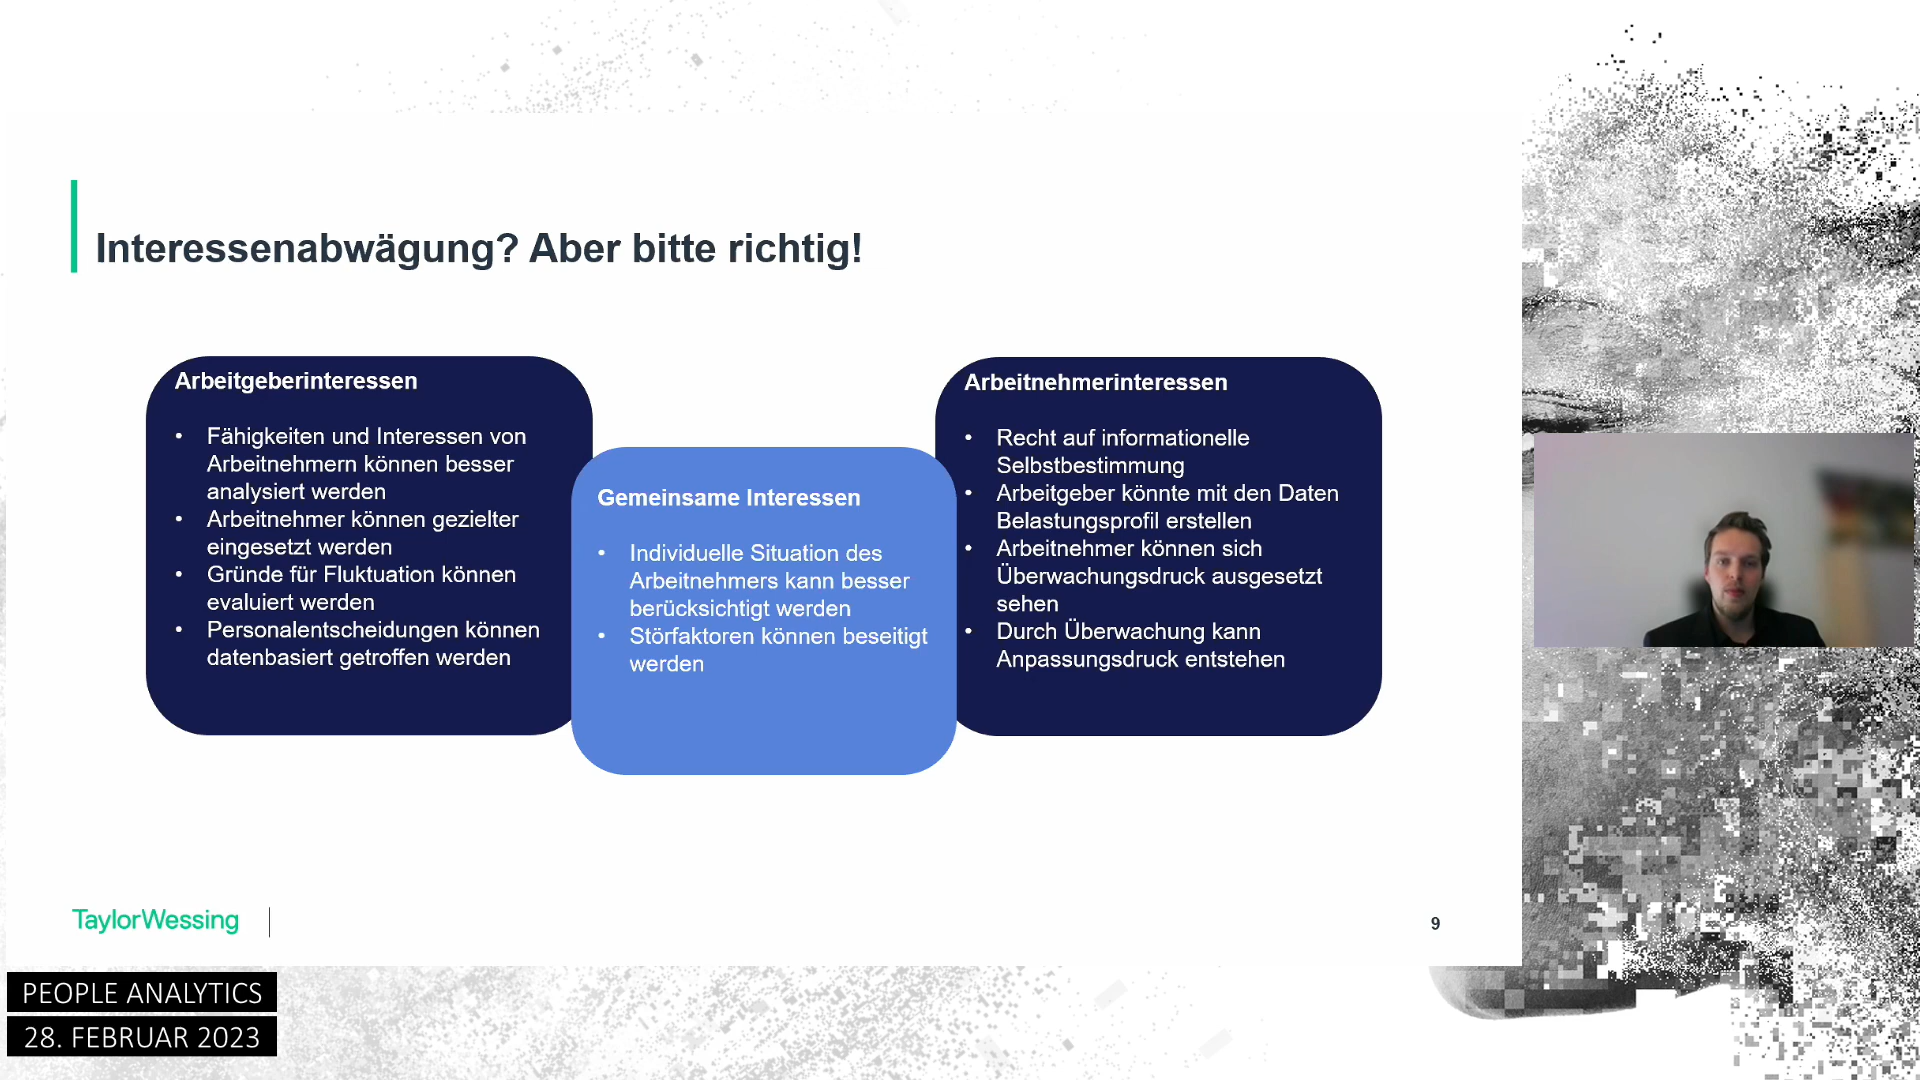 Interessenabwägung? Aber bitte richtig!
Arbeitgeberinteressen
• Fähigkeiten und Interessen von
Arbeitnehmern können besser
analysiert werden
• Arbeitnehmer können gezielter
eingesetzt werden
• Gründe für Fluktuation können
evaluiert werden
• Personalentscheidungen können
datenbasiert getroffen werden
Gemeinsame Interessen
• Individuelle Situation des
Arbeitnehmers kann besser
berücksichtigt werden
• Störfaktoren können beseitigt
werden
Arbeitnehmerinteressen
• Recht auf informationelle
Selbstbestimmung
• Arbeitgeber könnte mit den Daten
Belastungsprofil erstellen
• Arbeitnehmer können sich
Überwachungsdruck ausgesetzt
sehen
• Durch Überwachung kann
Anpassungsdruck entstehen
TaylorWessing
9
PEOPLE ANALYTICS
28. FEBRUAR 2023